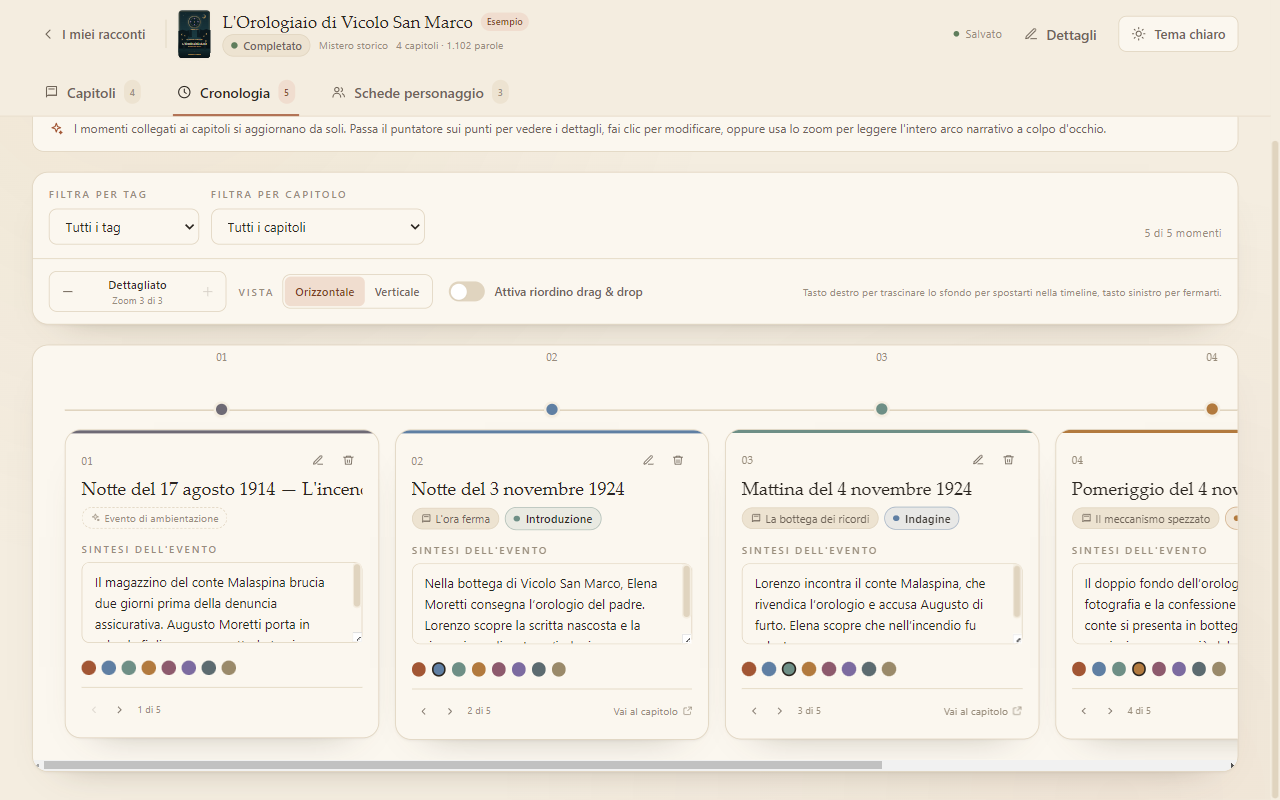 I miei racconti
L'Orologiaio di Vicolo San Marco
Esempio
Completato
Mistero storico
4 capitoli · 1.102 parole
Salvato
Dettagli
Tema chiaro
Capitoli 4
Cronologia 5
Schede personaggio 3
I momenti collegati ai capitoli si aggiornano da soli. Passa il puntatore sui punti per vedere i dettagli, fai clic per modificare, oppure usa lo zoom per leggere l'intero arco narrativo a colpo d'occhio.
FILTRA PER TAG
FILTRA PER CAPITOLO
Tutti i tag
Tutti i capitoli
5 di 5 momenti
Dettagliato
Zoom 3 di 3
VISTA
Orizzontale
Verticale
Attiva riordino drag & drop
Tasto destro per trascinare lo sfondo per spostarti nella timeline, tasto sinistro per fermarti.
01
02
03
04
01
Notte del 17 agosto 1914 — L'incen
Evento di ambientazione
SINTESI DELL'EVENTO
Il magazzino del conte Malaspina brucia
due giorni prima della denuncia
assicurativa. Augusto Moretti porta in
1 di 5
02
Notte del 3 novembre 1924
L'ora ferma
Introduzione
SINTESI DELL'EVENTO
Nella bottega di Vicolo San Marco, Elena
Moretti consegna l'orologio del padre.
Lorenzo scopre la scritta nascosta e la
2 di 5
Vai al capitolo
03
Mattina del 4 novembre 1924
La bottega dei ricordi
Indagine
SINTESI DELL'EVENTO
Lorenzo incontra il conte Malaspina, che
rivendica l'orologio e accusa Augusto di
furto. Elena scopre che nell'incendio fu
3 di 5
Vai al capitolo
04
Pomeriggio del 4 nov
Il meccanismo spezzato
SINTESI DELL'EVENTO
Il doppio fondo dell'orolog
fotografia e la confessione
conte si presenta in botteg
4 di 5